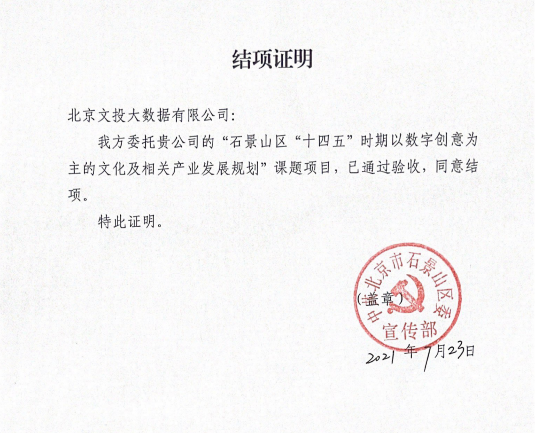 结项证明
北京文投大数据有限公司：
我方委托贵公司的“石景山区“十四五”时期以数字创意为
主的文化及相关产业发展规划”课题项目，已通过验收，同意结
项。
特此证明。
中共北京市石景山区委
（盖章）
宣传部
2021年7月23日